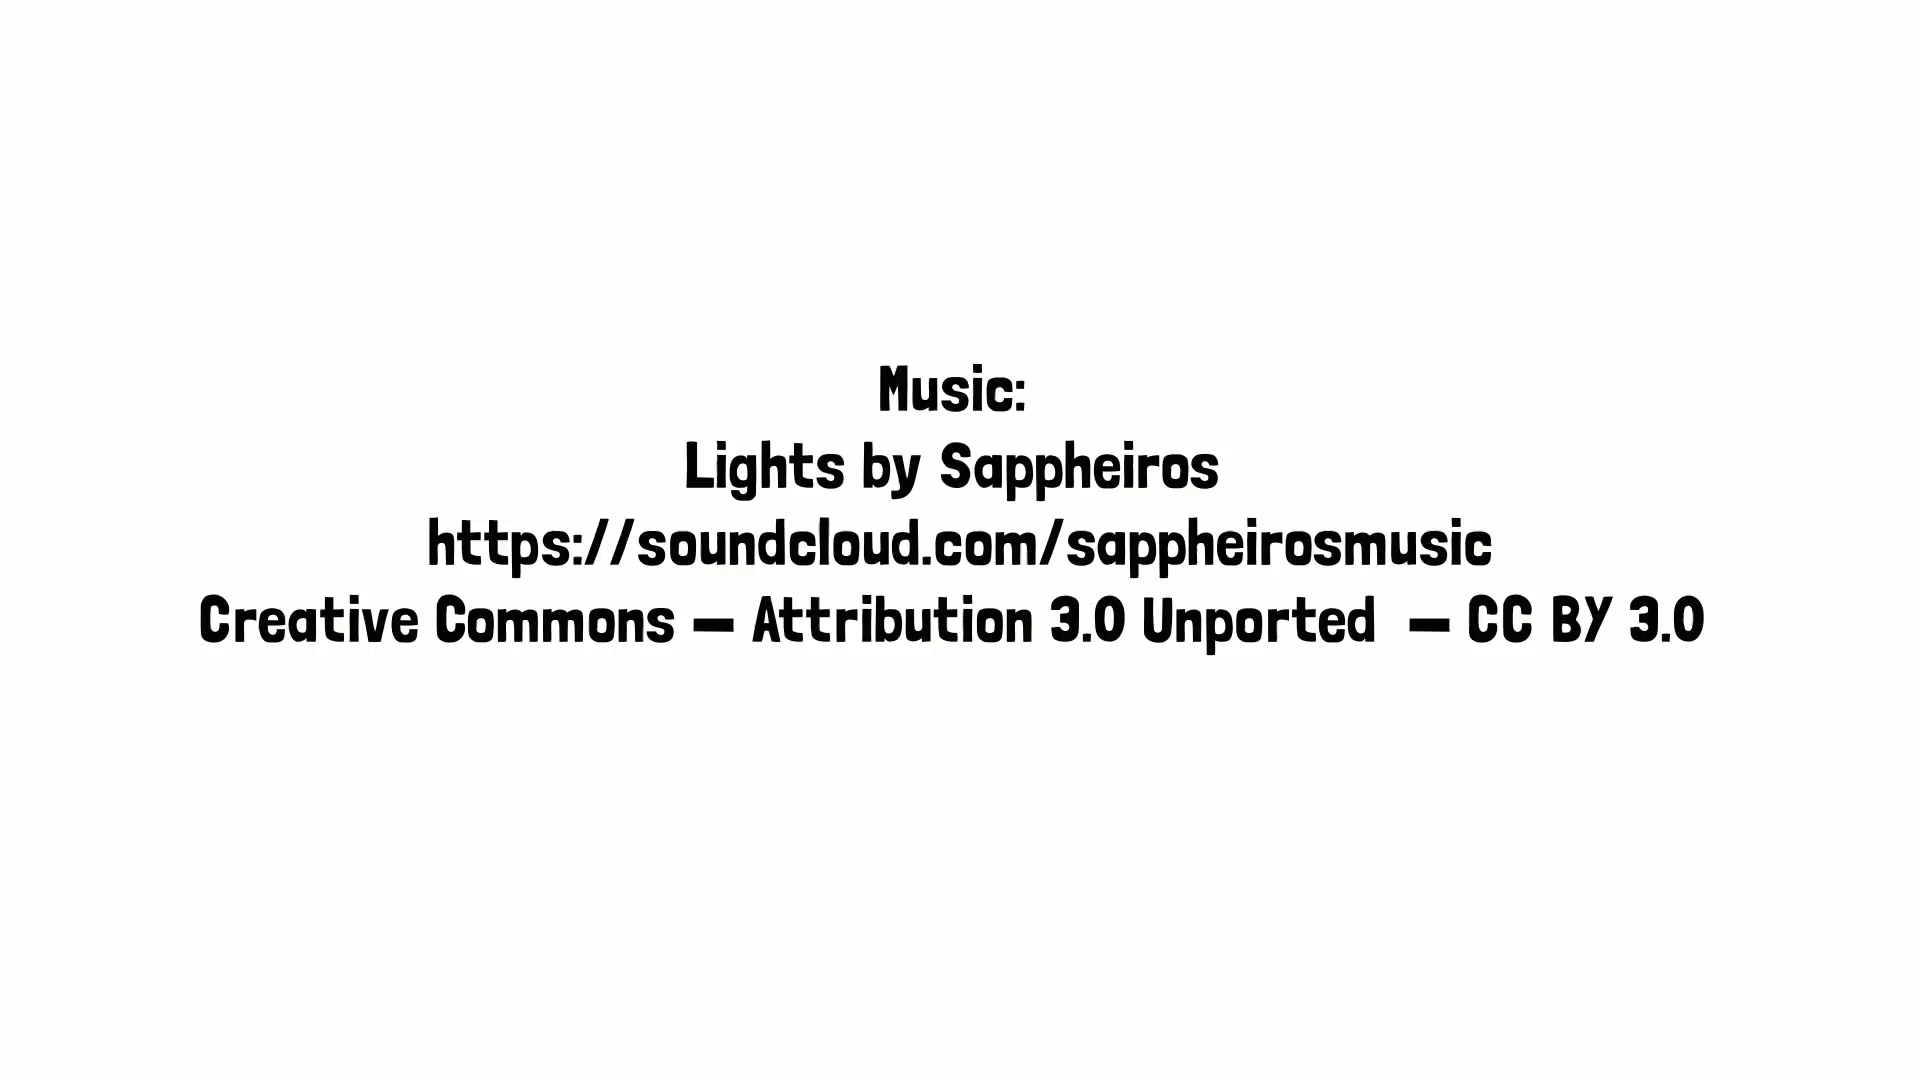 Music:
Lights by Sappheiros
https://soundcloud.com/sappheirosmusic
Creative Commons — Attribution 3.0 Unported  — CC BY 3.0